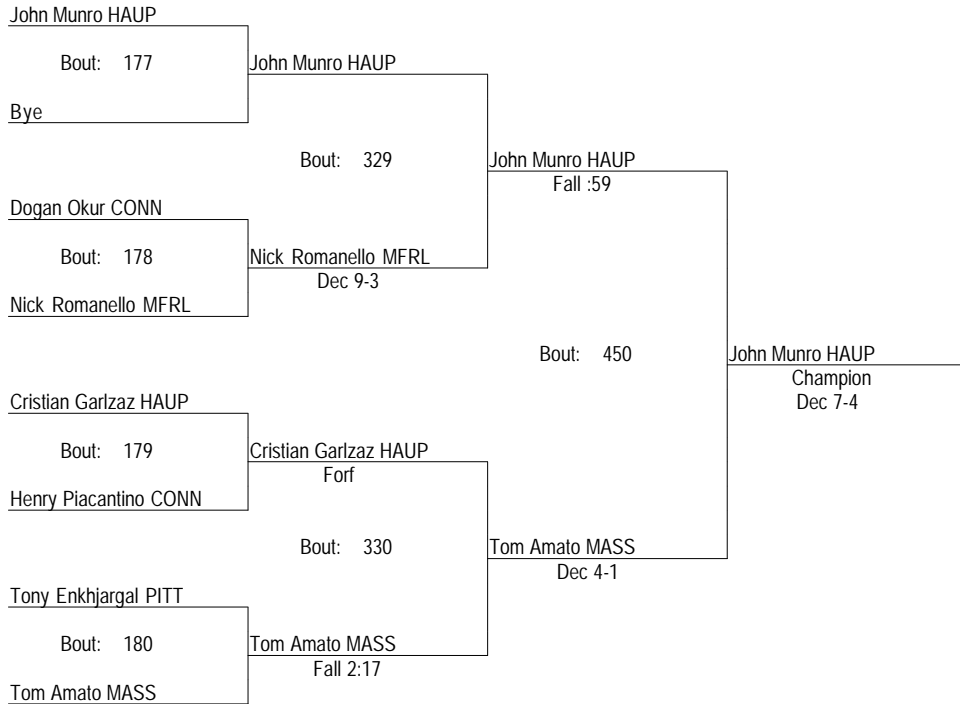 John Munro HAUP
Bout: 177
John Munro HAUP
Bye
Bout: 329
John Munro HAUP
Fall :59
Dogan Okur CONN
Bout: 178
Nick Romanello MFRL
Dec 9-3
Nick Romanello MFRL
Bout: 450
John Munro HAUP
Champion
Dec 7-4
Cristian Garlzaz HAUP
Bout: 179
Cristian Garlzaz HAUP
Forf
Henry Piacantino CONN
Bout: 330
Tom Amato MASS
Dec 4-1
Tony Enkhjargal PITT
Bout: 180
Tom Amato MASS
Fall 2:17
Tom Amato MASS